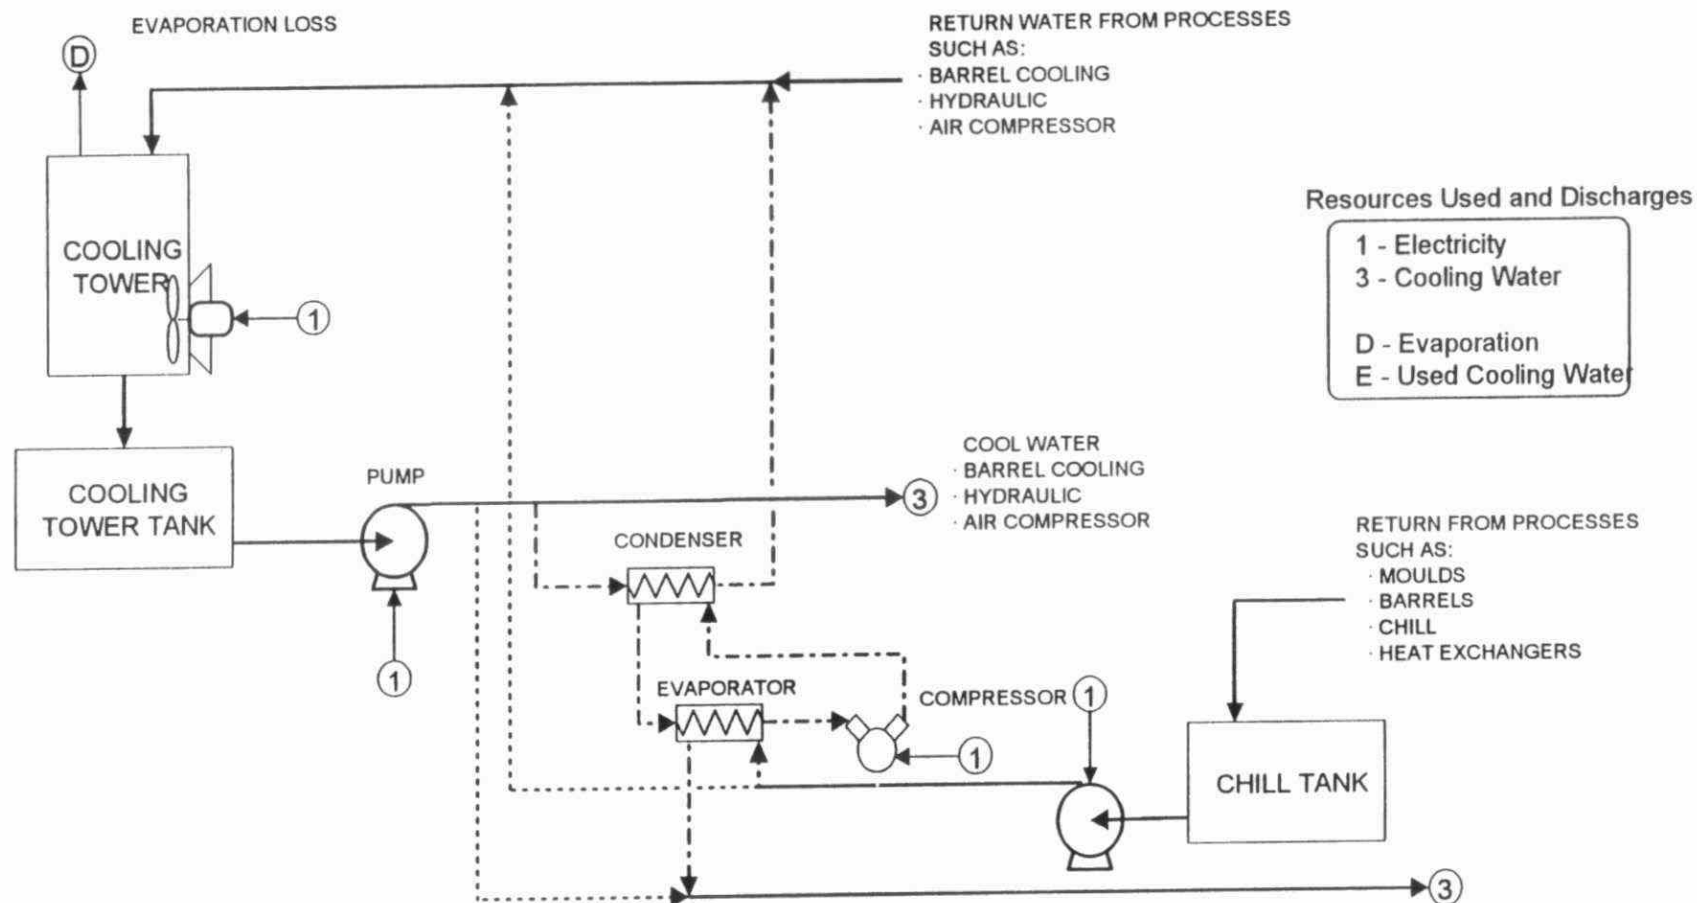 EVAPORATION LOSS
D
RETURN WATER FROM PROCESSES
SUCH AS:
· BARREL COOLING
· HYDRAULIC
· AIR COMPRESSOR
Resources Used and Discharges
1 - Electricity
3 - Cooling Water
D - Evaporation
E - Used Cooling Water
COOLING
TOWER
1
COOLING
TOWER TANK
PUMP
1
3
COOL WATER
· BARREL COOLING
· HYDRAULIC
· AIR COMPRESSOR
CONDENSER
EVAPORATOR
COMPRESSOR
1
1
RETURN FROM PROCESSES
SUCH AS:
· MOULDS
· BARRELS
· CHILL
· HEAT EXCHANGERS
CHILL TANK
3